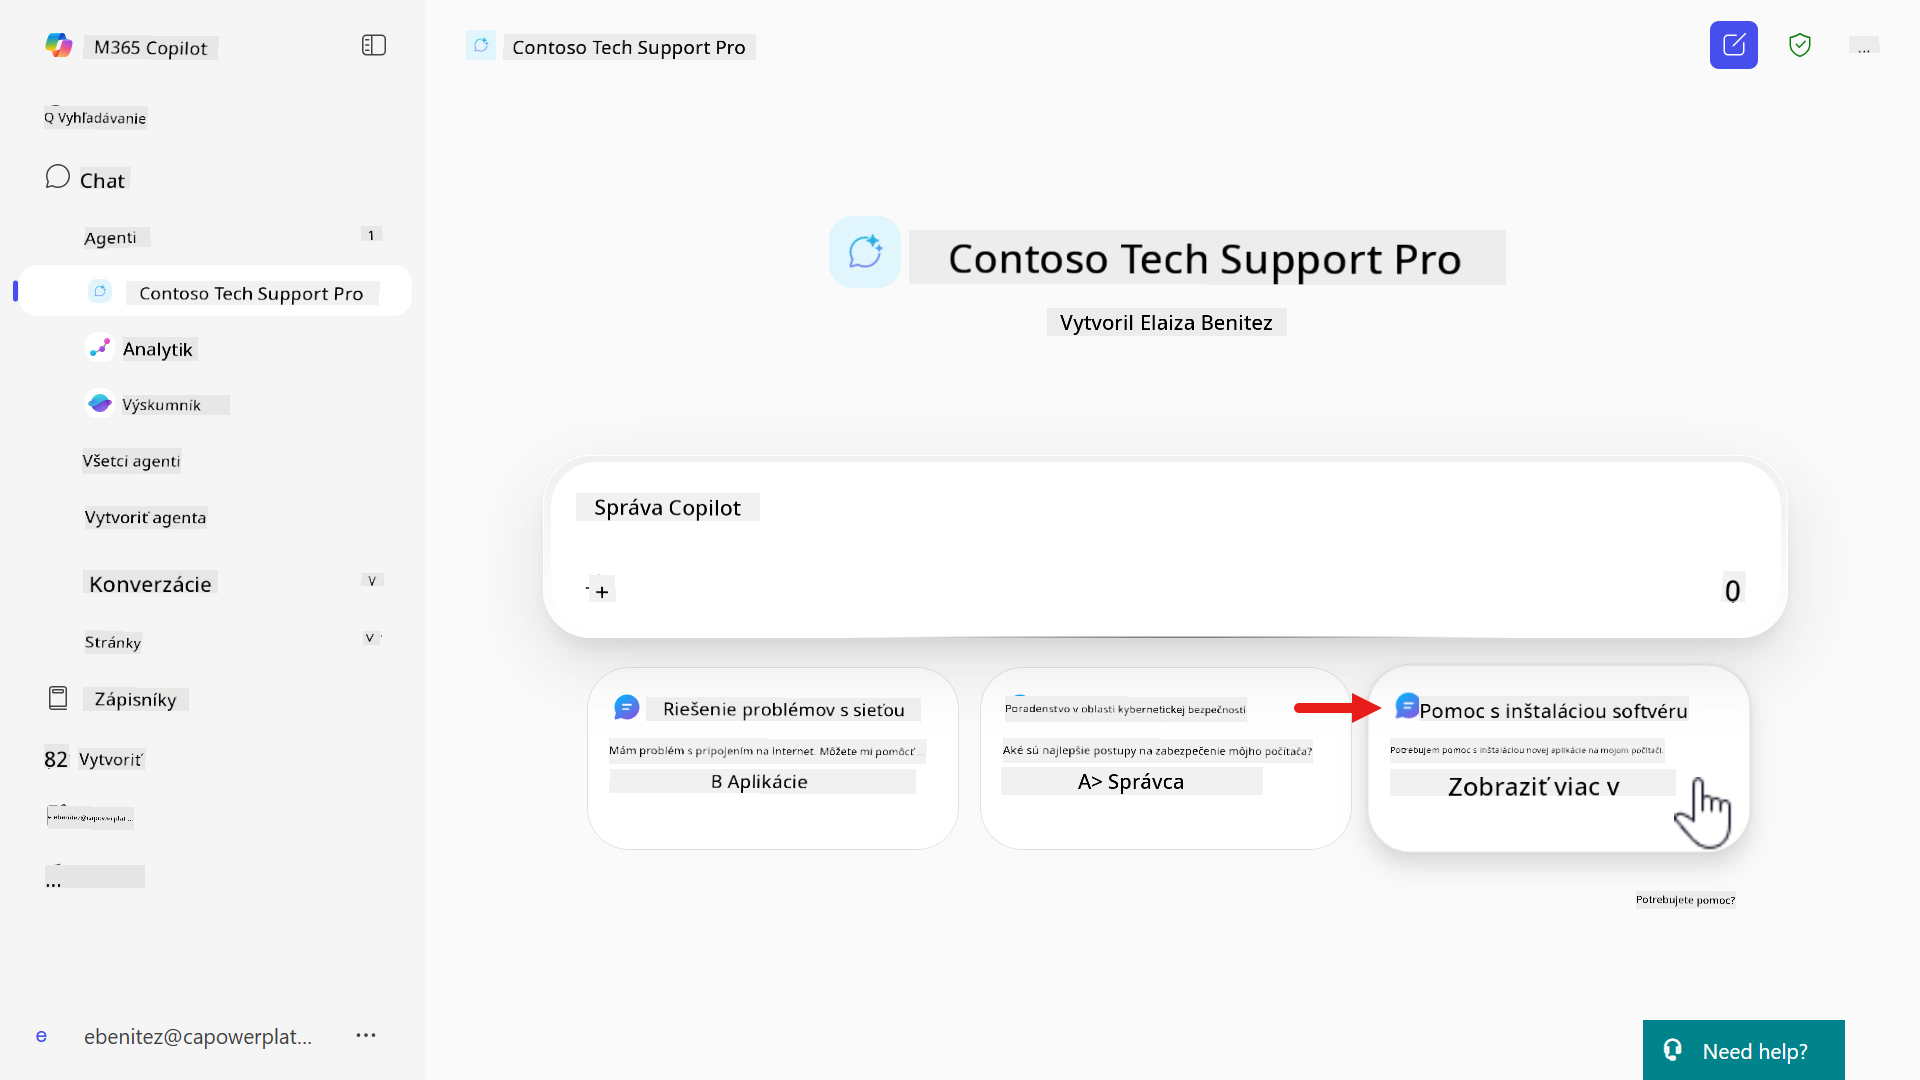 M365 Copilot
Q Vyhľadávanie
Chat
Agenti
1
Contoso Tech Support Pro
Analytik
Výskumník
Všetci agenti
Vytvoriť agenta
Konverzácie
V
Stránky
V
Zápisníky
82 Vytvoriť
ebenitez@capowerplat...
...
e
ebenitez@capowerplat...
...
Contoso Tech Support Pro
...
Contoso Tech Support Pro
Vytvoril Elaiza Benitez
Správa Copilot
+
0
Riešenie problémov s sieťou
Mám problém s pripojením na internet. Môžete mi pomôcť ...
B Aplikácie
Poradenstvo v oblasti kybernetickej bezpečnosti
Aké sú najlepšie postupy na zabezpečenie môjho počítača?
A> Správca
Pomoc s inštaláciou softvéru
Potrebujem pomoc s inštaláciou novej aplikácie na mojom počítači.
Zobraziť viac v
Potrebujete pomoc?
Need help?